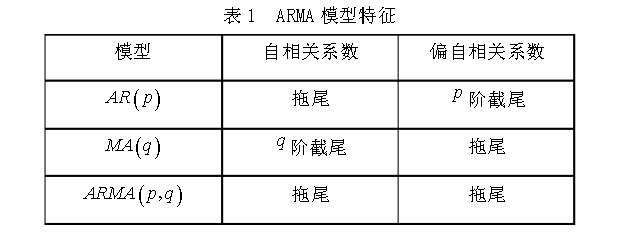 表1 ARMA 模型特征
模型 自相关系数 偏自相关系数
AR(p) 拖尾 p 阶截尾
MA(q) q 阶截尾 拖尾
ARMA(p,q) 拖尾 拖尾